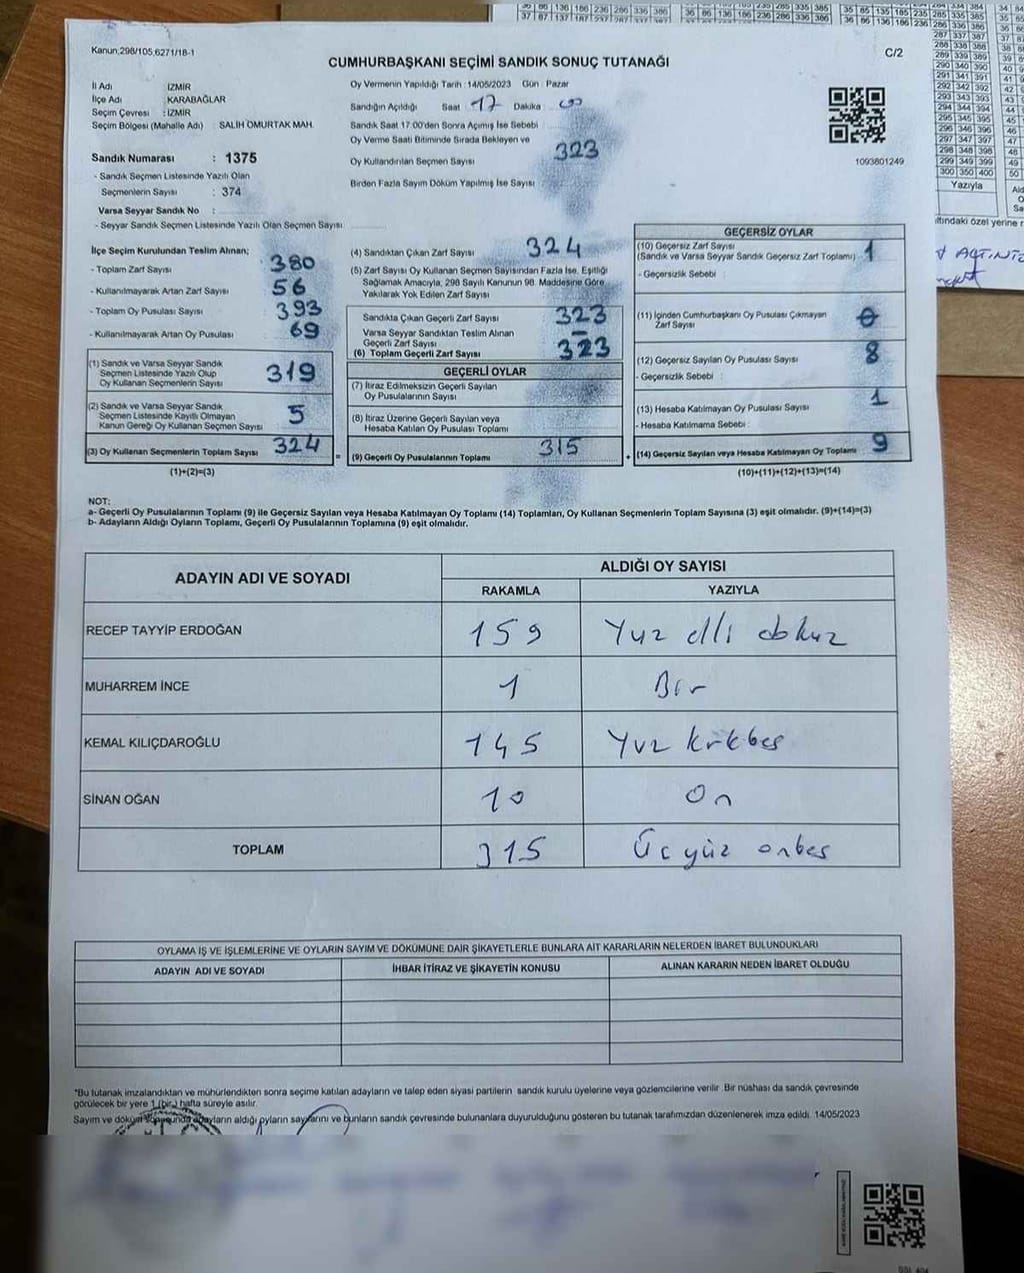 Kanun,298/105,6271/18-1
C/2
CUMHURBAŞKANI SEÇİMİ SANDIK SONUÇ TUTANAĞI
İl Adı İZMİR
İlçe Adı KARABAĞLAR
Seçim Çevresi : İZMİR
Seçim Bölgesi (Mahalle Adı) : SALİH OMURTAK MAH.
Sandık Numarası : 1375
- Sandık Seçmen Listesinde Yazılı Olan
Seçmenlerin Sayısı : 374
Varsa Seyyar Sandık No :
- Seyyar Sandık Seçmen Listesinde Yazılı Olan Seçmen Sayısı
Oy Vermenin Yapıldığı Tarih :14/05/2023 Gün : Pazar
Sandığın Açıldığı Saat 17 Dakika 00
Sandık Saat 17:00'den Sonra Açımış İse Sebebi
Oy Verme Saati Bitiminde Sırada Bekleyen ve
Oy Kullandırılan Seçmen Sayısı 323
Birden Fazla Sayım Döküm Yapılmış İse Sayısı
1093801249
İlçe Seçim Kurulundan Teslim Alınan;
- Toplam Zarf Sayısı 380
- Kullanılmayarak Artan Zarf Sayısı 56
- Toplam Oy Pusulası Sayısı 393
- Kullanılmayarak Artan Oy Pusulası 69
(1) Sandık ve Varsa Seyyar Sandık
Seçmen Listesinde Yazılı Olup
Oy Kullanan Seçmenlerin Sayısı 319
(2) Sandık ve Varsa Seyyar Sandık
Seçmen Listesinde Kayıtlı Olmayan
Kanun Gereği Oy Kullanan Seçmen Sayısı 5
(3) Oy Kullanan Seçmenlerin Toplam Sayısı 324
(1)+(2)=(3)
(4) Sandıktan Çıkan Zarf Sayısı 324
(5) Zarf Sayısı Oy Kullanan Seçmen Sayısından Fazla İse, Eşitliği
Sağlamak Amacıyla, 298 Sayılı Kanunun 98. Maddesine Göre
Yakılarak Yok Edilen Zarf Sayısı
Sandıkta Çıkan Geçerli Zarf Sayısı 323
Varsa Seyyar Sandıktan Teslim Alınan
Geçerli Zarf Sayısı -
(6) Toplam Geçerli Zarf Sayısı 323
GEÇERLİ OYLAR
(7) İtiraz Edilmeksizin Geçerli Sayılan
Oy Pusulasının Sayısı
(8) İtiraz Üzerine Geçerli Sayılan veya
Hesaba Katılan Oy Pusulası Toplamı
= (9) Geçerli Oy Pusulalarının Toplamı 315 +
GEÇERSİZ OYLAR
(10) Geçersiz Zarf Sayısı
(Sandık ve Varsa Seyyar Sandık Geçersiz Zarf Toplamı) 1
- Geçersizlik Sebebi :
(11) İçinden Cumhurbaşkanı Oy Pusulası Çıkmayan
Zarf Sayısı 0
(12) Geçersiz Sayılan Oy Pusulası Sayısı 8
- Geçersizlik Sebebi :
(13) Hesaba Katılmayan Oy Pusulası Sayısı 1
- Hesaba Katılmama Sebebi :
(14) Geçersiz Sayılan veya Hesaba Katılmayan Oy Toplamı 9
(10)+(11)+(12)+(13)=(14)
NOT:
a- Geçerli Oy Pusulalarının Toplamı (9) ile Geçersiz Sayılan veya Hesaba Katılmayan Oy Toplamı (14) Toplamları, Oy Kullanan Seçmenlerin Toplam Sayısına (3) eşit olmalıdır. (9)+(14)=(3)
b- Adayların Aldığı Oyların Toplamı, Geçerli Oy Pusulalarının Toplamına (9) eşit olmalıdır.
ADAYIN ADI VE SOYADI ALDIĞI OY SAYISI
RAKAMLA YAZIYLA
RECEP TAYYİP ERDOĞAN 159 Yuz elli dokuz
MUHARREM İNCE 1 Bir
KEMAL KILIÇDAROĞLU 145 Yuz kırkbeş
SİNAN OĞAN 10 On
TOPLAM 315 Üçyüz onbeş
OYLAMA İŞ VE İŞLEMLERİNE VE OYLARIN SAYIM VE DÖKÜMÜNE DAİR ŞİKAYETLERLE BUNLARA AİT KARARLARIN NELERDEN İBARET BULUNDUKLARI
ADAYIN ADI VE SOYADI İHBAR İTİRAZ VE ŞİKAYETİN KONUSU ALINAN KARARIN NEDEN İBARET OLDUĞU
*Bu tutanak imzalandıktan ve mühürlendikten sonra seçime katılan adayların ve talep eden siyasi partilerin sandık kurulu üyelerine veya gözlemcilerine verilir. Bir nüshası da sandık çevresinde
görülecek bir yere 1 (bir) hafta süreyle asılır.
Sayım ve döküm sonucunda adayların aldığı oyların sayılarını ve bunların sandık çevresinde bulunanlara duyurulduğunu gösteren bu tutanak tarafımızdan düzenlenerek imza edildi. 14/05/2023